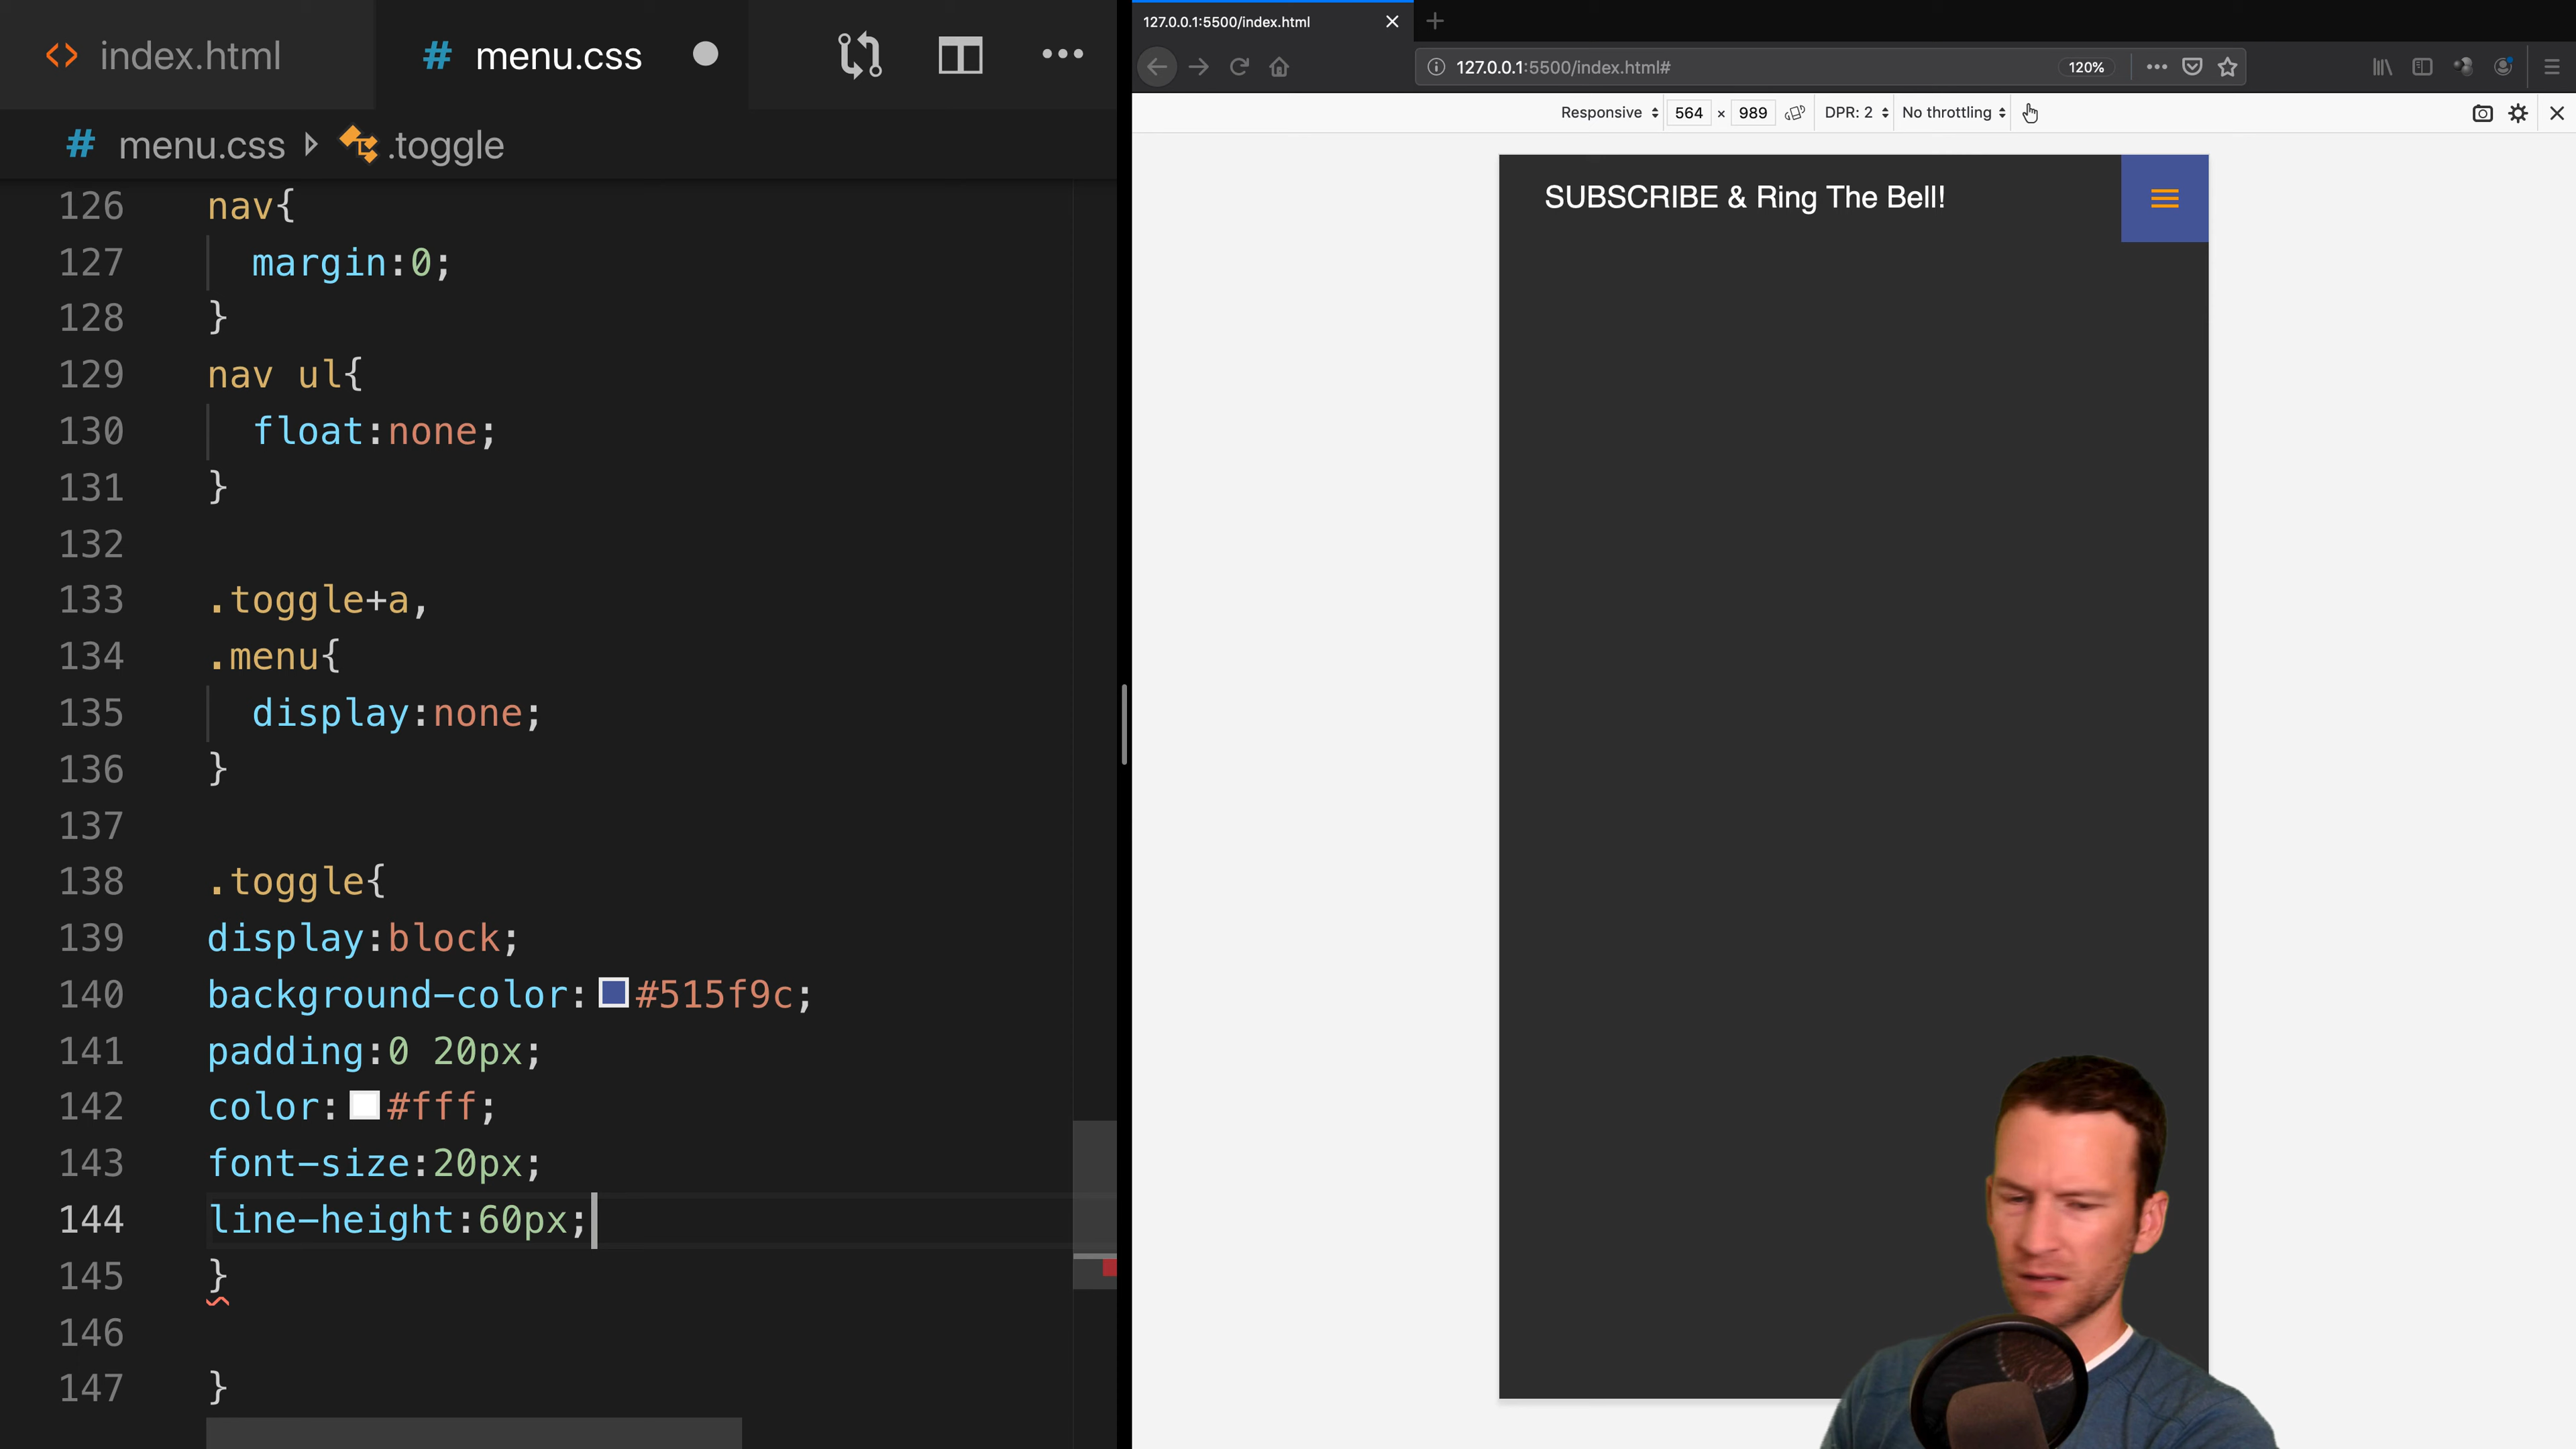 index.html
menu.css
menu.css .toggle
126 nav{
127 margin:0;
128 }
129 nav ul{
130 float:none;
131 }
132
133 .toggle+a,
134 .menu{
135 display:none;
136 }
137
138 .toggle{
139 display:block;
140 background-color: #515f9c;
141 padding:0 20px;
142 color: #fff;
143 font-size:20px;
144 line-height:60px;
145 }
146
147 }
127.0.0.1:5500/index.html
127.0.0.1:5500/index.html# 120%
Responsive 564 × 989 DPR: 2 No throttling
SUBSCRIBE & Ring The Bell!